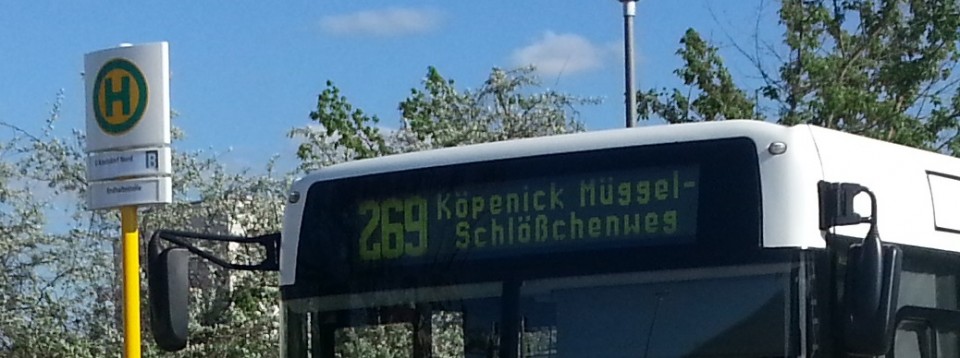 H
269 Köpenick Müggel-
Schlößchenweg